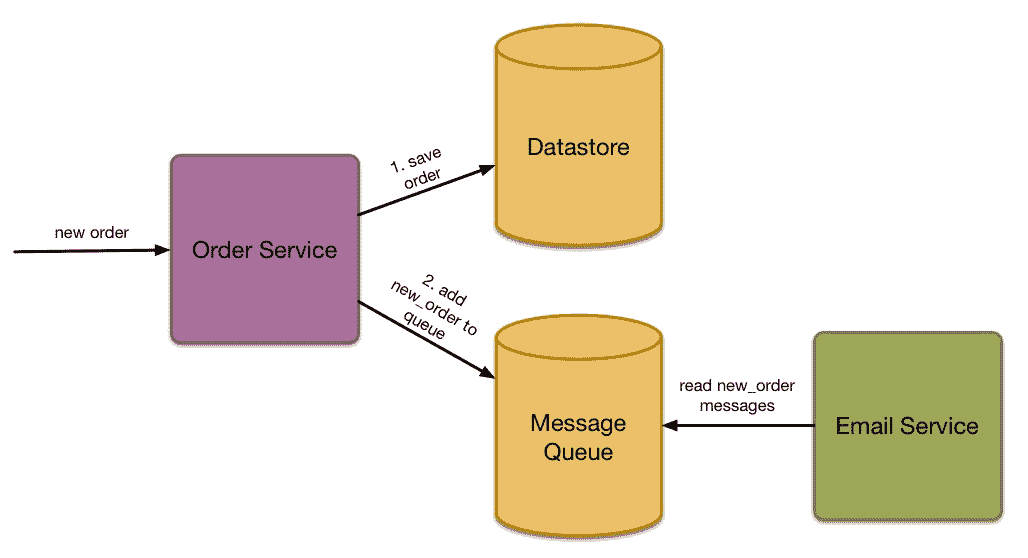 new order
Order Service
1. save
order
Datastore
2. add
new_order to
queue
Message
Queue
read new_order
messages
Email Service